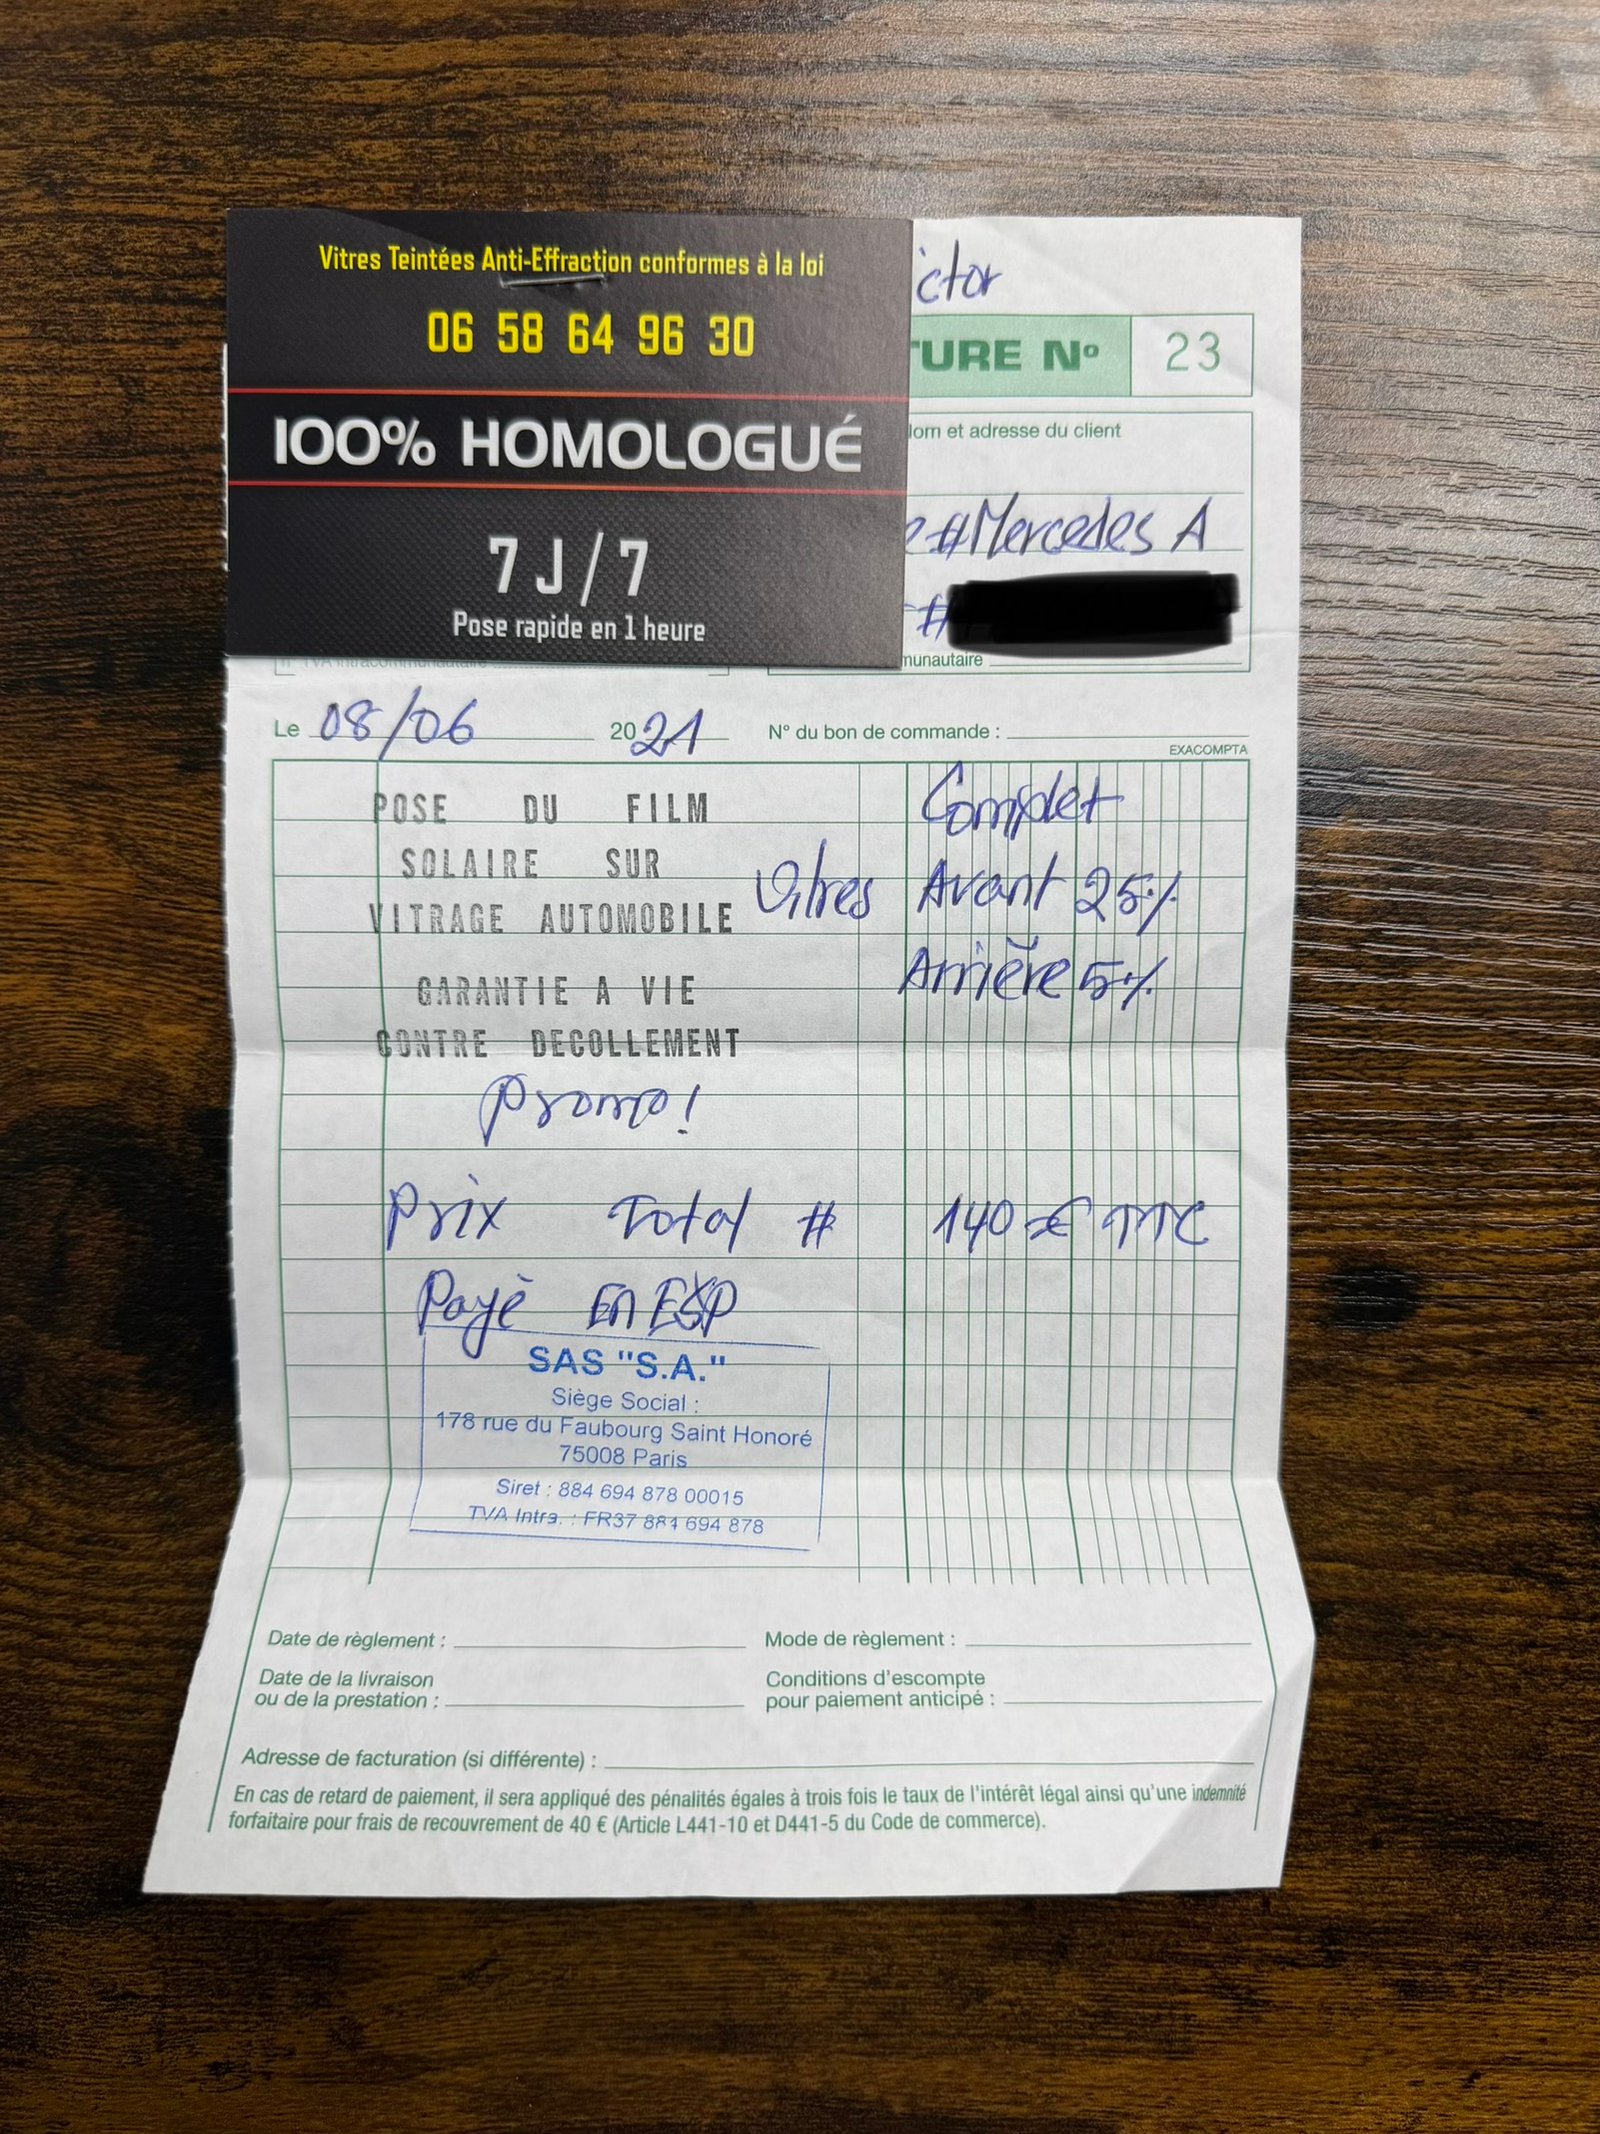 Vitres Teintées Anti-Effraction conformes à la loi
06 58 64 96 30
100% HOMOLOGUÉ
7J/7
Pose rapide en 1 heure
ictor
TURE Nº 23
lom et adresse du client
#Mercedes A
#
munautaire
Le 08/06 2021 N° du bon de commande :
EXACOMPTA
POSE DU FILM Complet
SOLAIRE SUR
VITRAGE AUTOMOBILE Vitres Avant 25%
GARANTIE A VIE Arrière 5%
CONTRE DECOLLEMENT
Promo!
Prix Total # 140 € TTC
Payè En ESP
SAS "S.A."
Siège Social :
178 rue du Faubourg Saint Honoré
75008 Paris
Siret : 884 694 878 00015
TVA Intra. : FR37 884 694 878
Date de règlement : Mode de règlement :
Date de la livraison Conditions d'escompte
ou de la prestation : pour paiement anticipé :
Adresse de facturation (si différente) :
En cas de retard de paiement, il sera appliqué des pénalités égales à trois fois le taux de l'intérêt légal ainsi qu'une indemnité
forfaitaire pour frais de recouvrement de 40 € (Article L441-10 et D441-5 du Code de commerce).